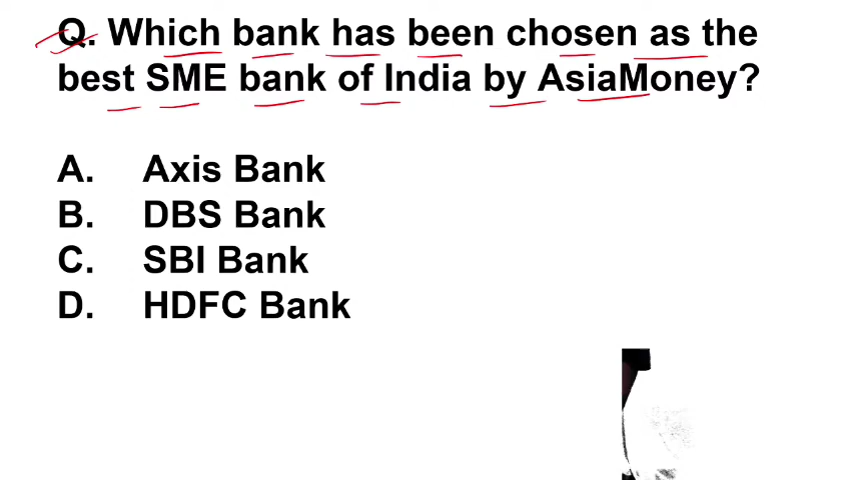 Q. Which bank has been chosen as the
best SME bank of India by AsiaMoney?
A. Axis Bank
B. DBS Bank
C. SBI Bank
D. HDFC Bank